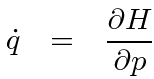 q̇ = ∂H/∂p